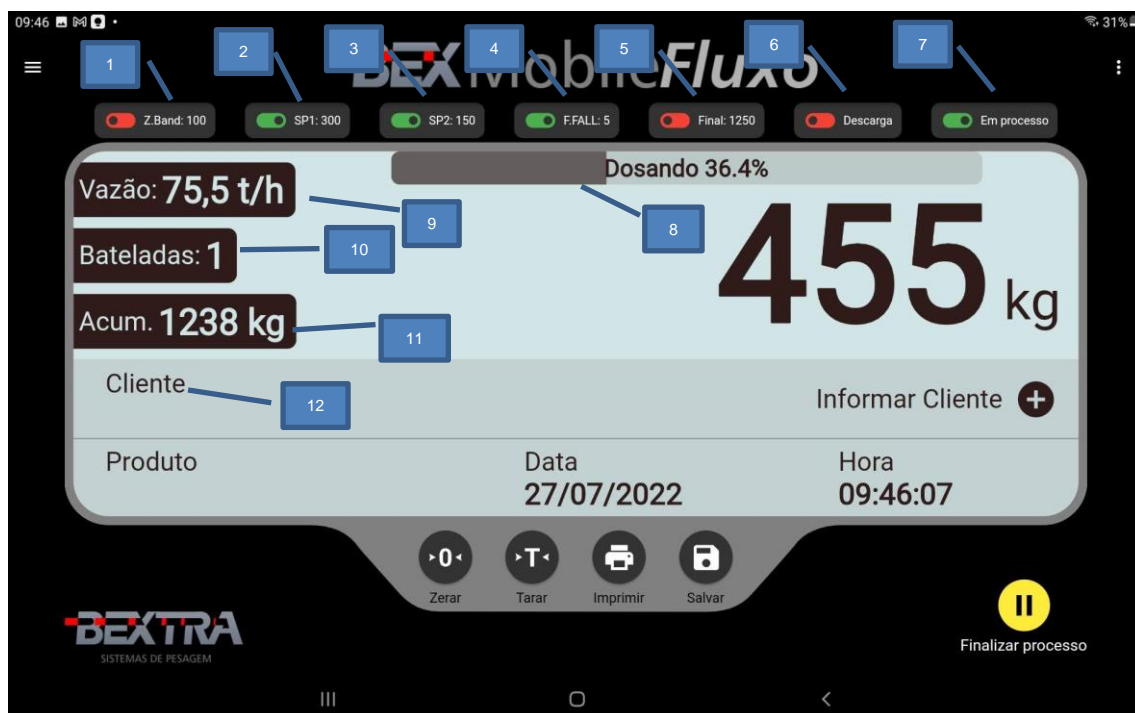 09:46
31%
1
2
3
4
5
6
7
BEX MobileFluxo
Z.Band: 100
SP1: 300
SP2: 150
F.FALL: 5
Final: 1250
Descarga
Em processo
Dosando 36.4%
Vazão: 75,5 t/h
9
8
Bateladas: 1
10
455 kg
Acum. 1238 kg
11
Cliente
12
Informar Cliente
Produto
Data
27/07/2022
Hora
09:46:07
>0<
>T<
Zerar
Tarar
Imprimir
Salvar
BEXTRA
SISTEMAS DE PESAGEM
Finalizar processo